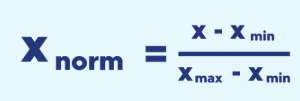 x norm = x - x min
x max - x min